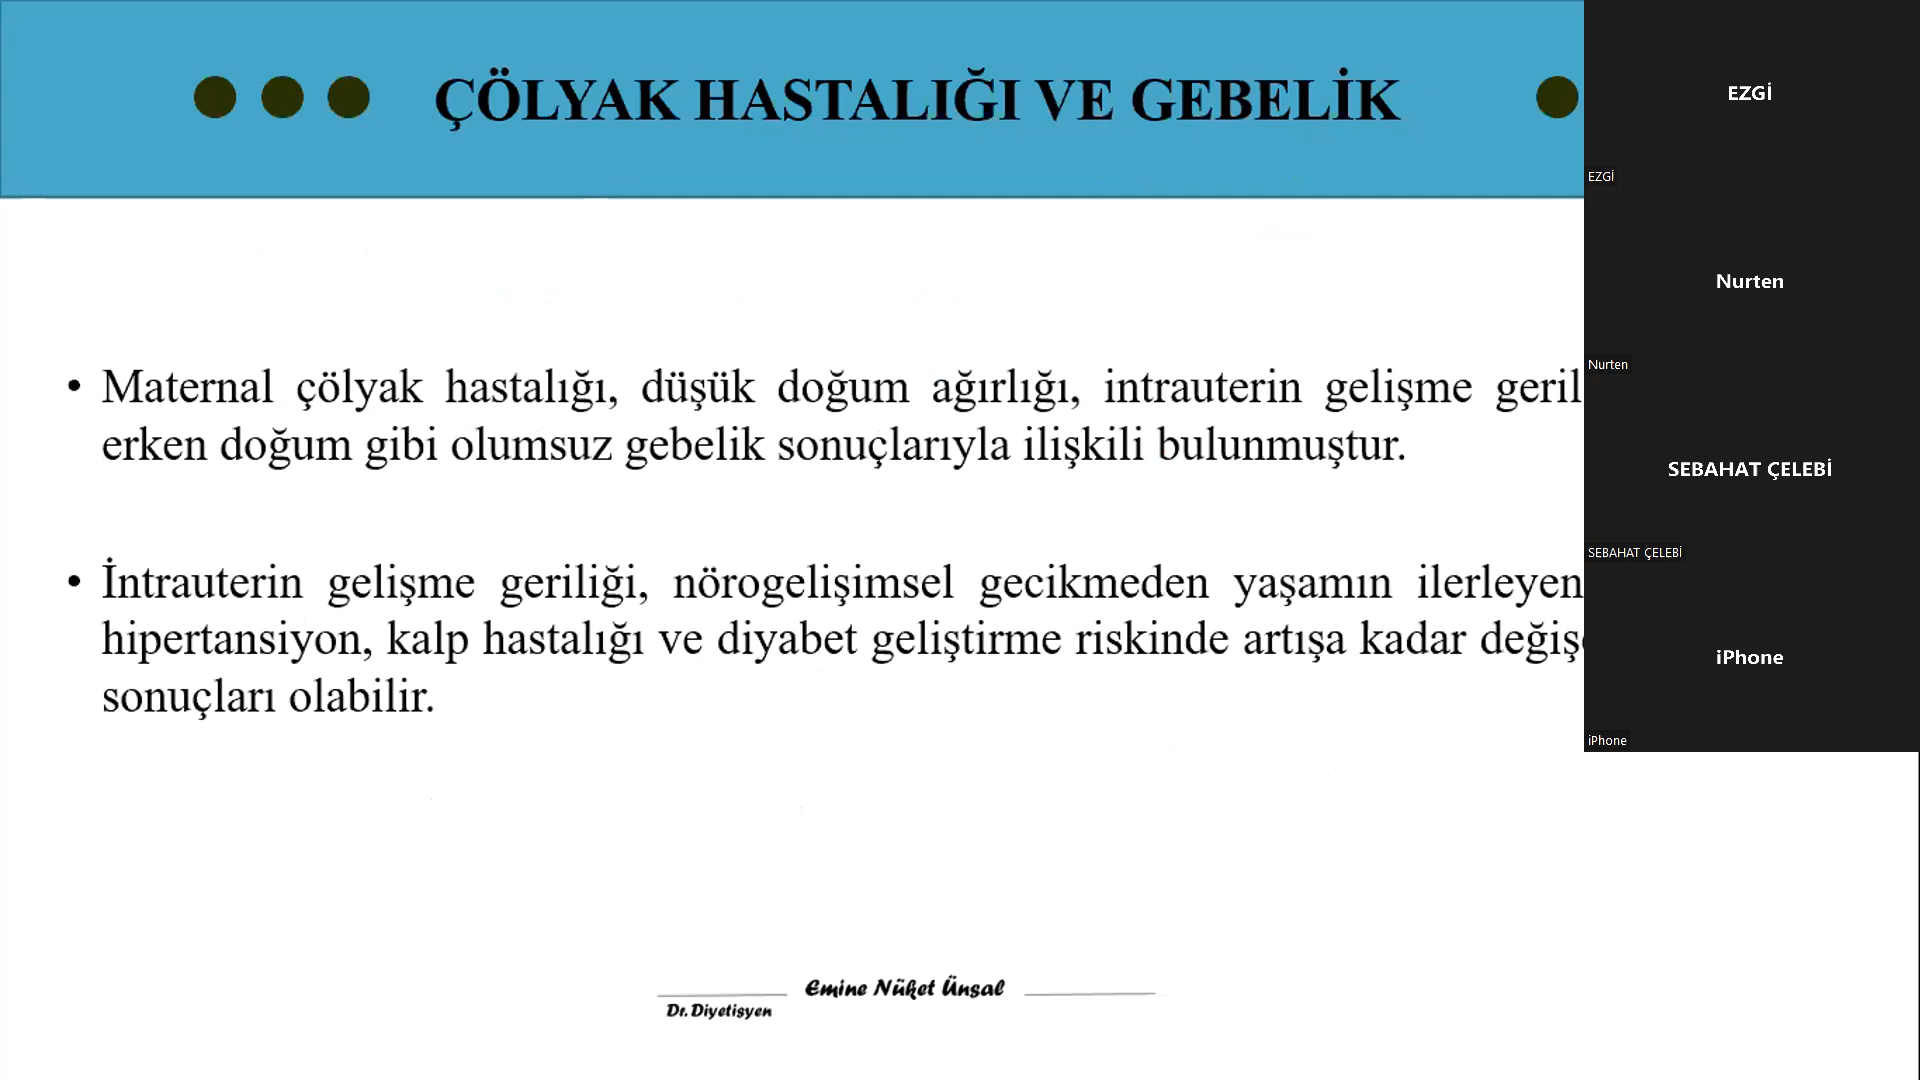 ÇÖLYAK HASTALIĞI VE GEBELİK
Maternal çölyak hastalığı, düşük doğum ağırlığı, intrauterin gelişme
erken doğum gibi olumsuz gebelik sonuçlarıyla ilişkili bulunmuştur.
İntrauterin gelişme geriliği, nörogelişimsel gecikmeden yaşamın ilerleyen
hipertansiyon, kalp hastalığı ve diyabet geliştirme riskinde artışa kadar
sonuçları olabilir.
Emine Nüket Ünsal
Dr. Diyetisyen
EZGİ
EZGİ
Nurten
Nurten
SEBAHAT ÇELEBİ
SEBAHAT ÇELEBİ
iPhone
iPhone